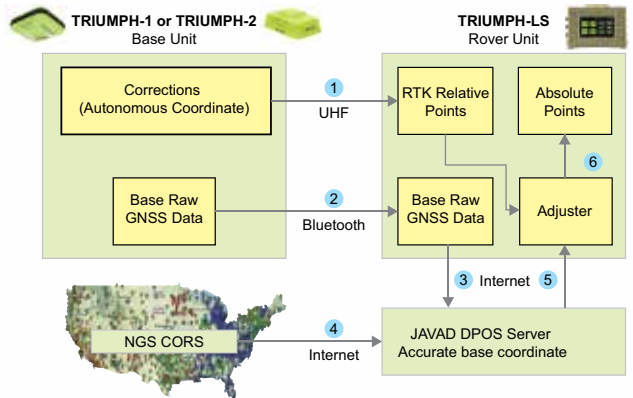 TRIUMPH-1 or TRIUMPH-2
Base Unit
TRIUMPH-LS
Rover Unit
Corrections
(Autonomous Coordinate)
1
UHF
RTK Relative
Points
Absolute
Points
6
Base Raw
GNSS Data
2
Bluetooth
Base Raw
GNSS Data
Adjuster
3 Internet 5
NGS CORS
4
Internet
JAVAD DPOS Server
Accurate base coordinate